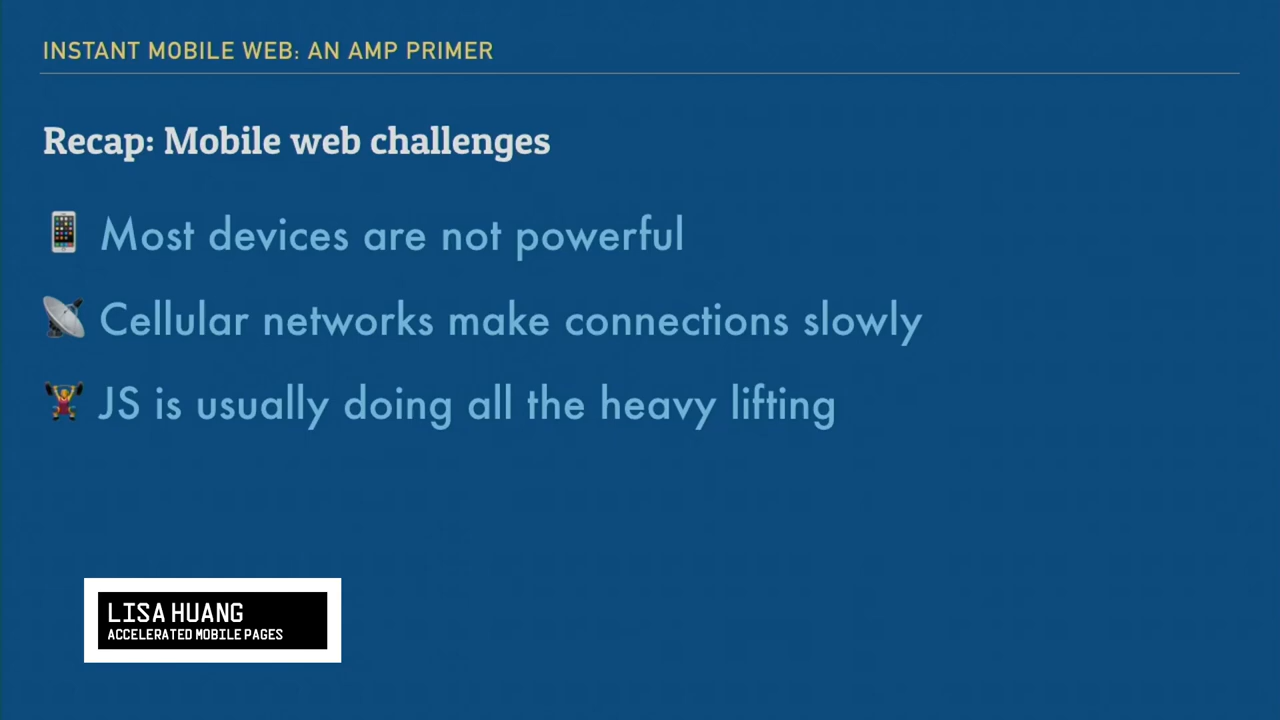 INSTANT MOBILE WEB: AN AMP PRIMER
Recap: Mobile web challenges
Most devices are not powerful
Cellular networks make connections slowly
JS is usually doing all the heavy lifting
LISA HUANG
ACCELERATED MOBILE PAGES